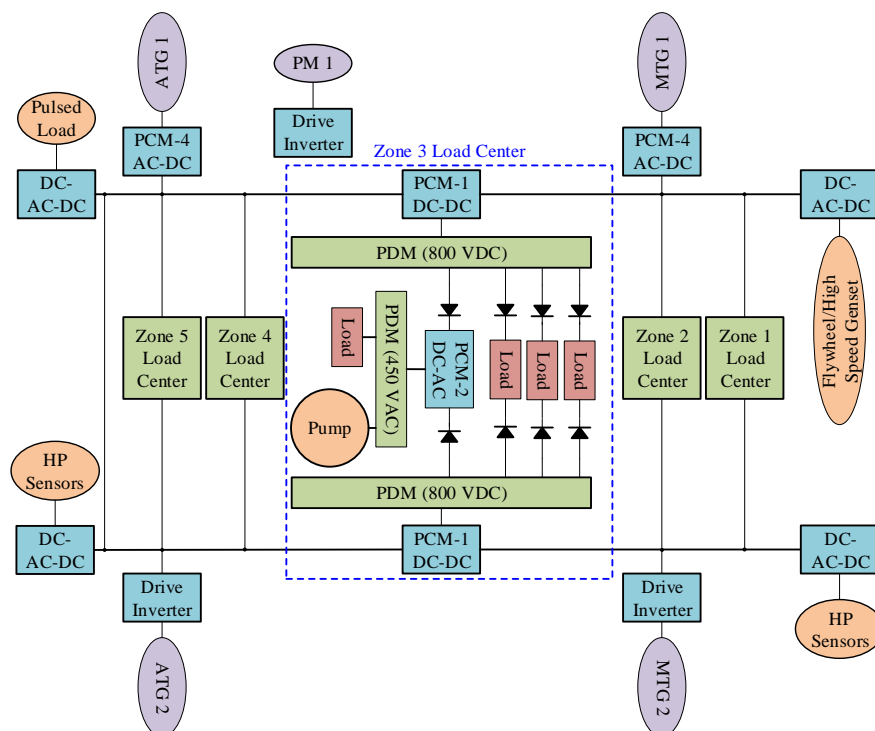 ATG 1
PM 1
MTG 1
Pulsed
Load
PCM-4
AC-DC
Drive
Inverter
PCM-4
AC-DC
Zone 3 Load Center
DC-
AC-DC
PCM-1
DC-DC
DC-
AC-DC
PDM (800 VDC)
Zone 5
Load
Center
Zone 4
Load
Center
Load
PDM (450 VAC)
PCM-2
DC-AC
Load
Load
Load
Zone 2
Load
Center
Zone 1
Load
Center
Flywheel/High
Speed Genset
Pump
HP
Sensors
PDM (800 VDC)
DC-
AC-DC
PCM-1
DC-DC
DC-
AC-DC
Drive
Inverter
Drive
Inverter
HP
Sensors
ATG 2
MTG 2